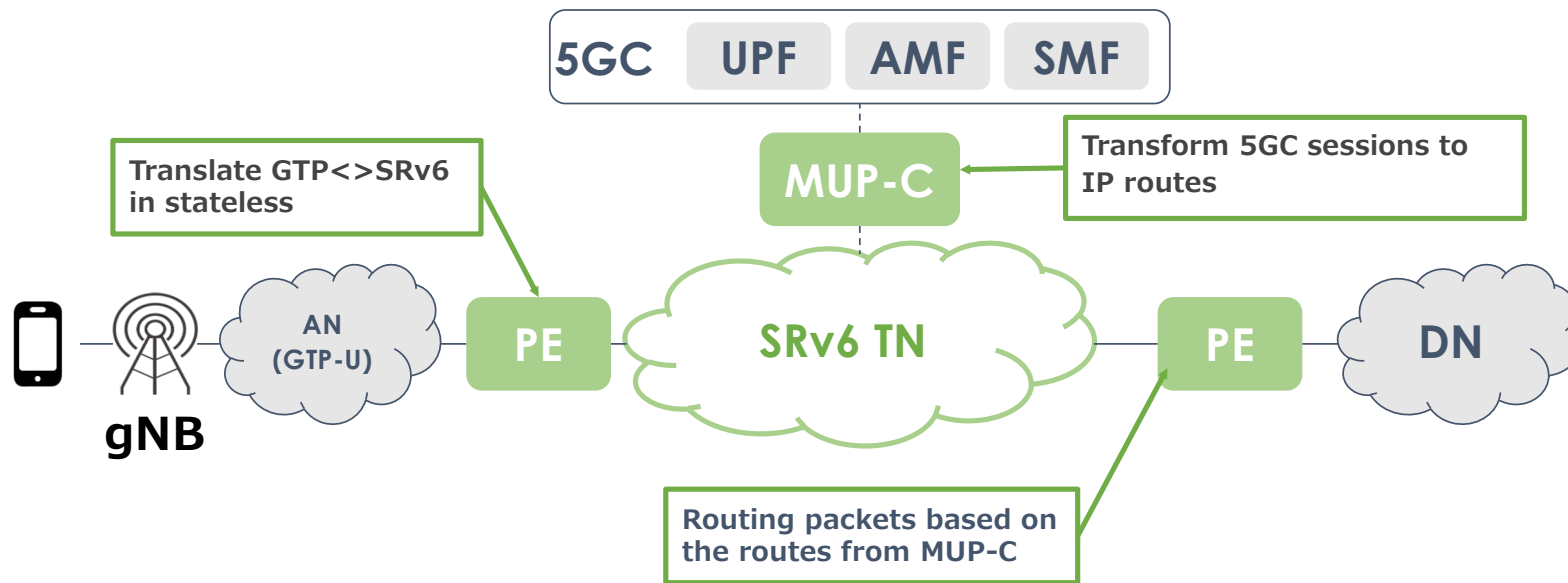 5GC
UPF
AMF
SMF
Translate GTP<>SRv6
in stateless
MUP-C
Transform 5GC sessions to
IP routes
AN
(GTP-U)
PE
SRv6 TN
PE
DN
gNB
Routing packets based on
the routes from MUP-C